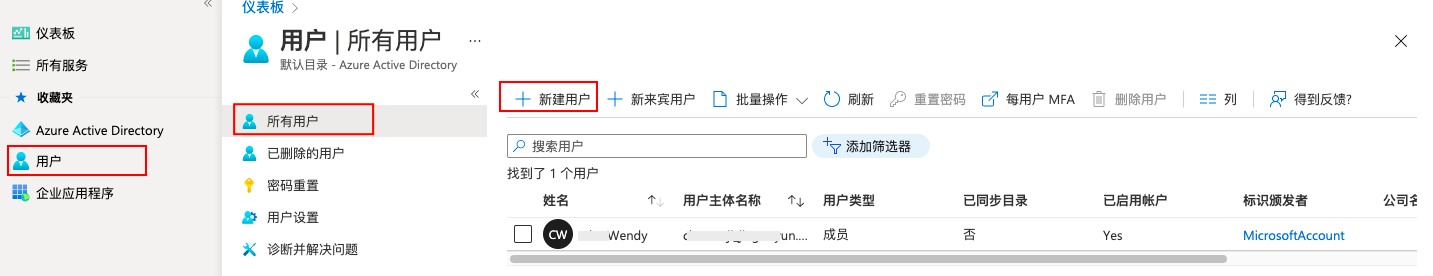 仪表板
所有服务
收藏夹
Azure Active Directory
用户
企业应用程序
仪表板
用户 | 所有用户 ...
默认目录 - Azure Active Directory
所有用户
已删除的用户
密码重置
用户设置
诊断并解决问题
新建用户 新来宾用户 批量操作 刷新 重置密码 每用户 MFA 删除用户 列 得到反馈?
搜索用户 添加筛选器
找到了 1 个用户
姓名 用户主体名称 用户类型 已同步目录 已启用帐户 标识颁发者 公司名
CW Wendy 成员 否 Yes MicrosoftAccount